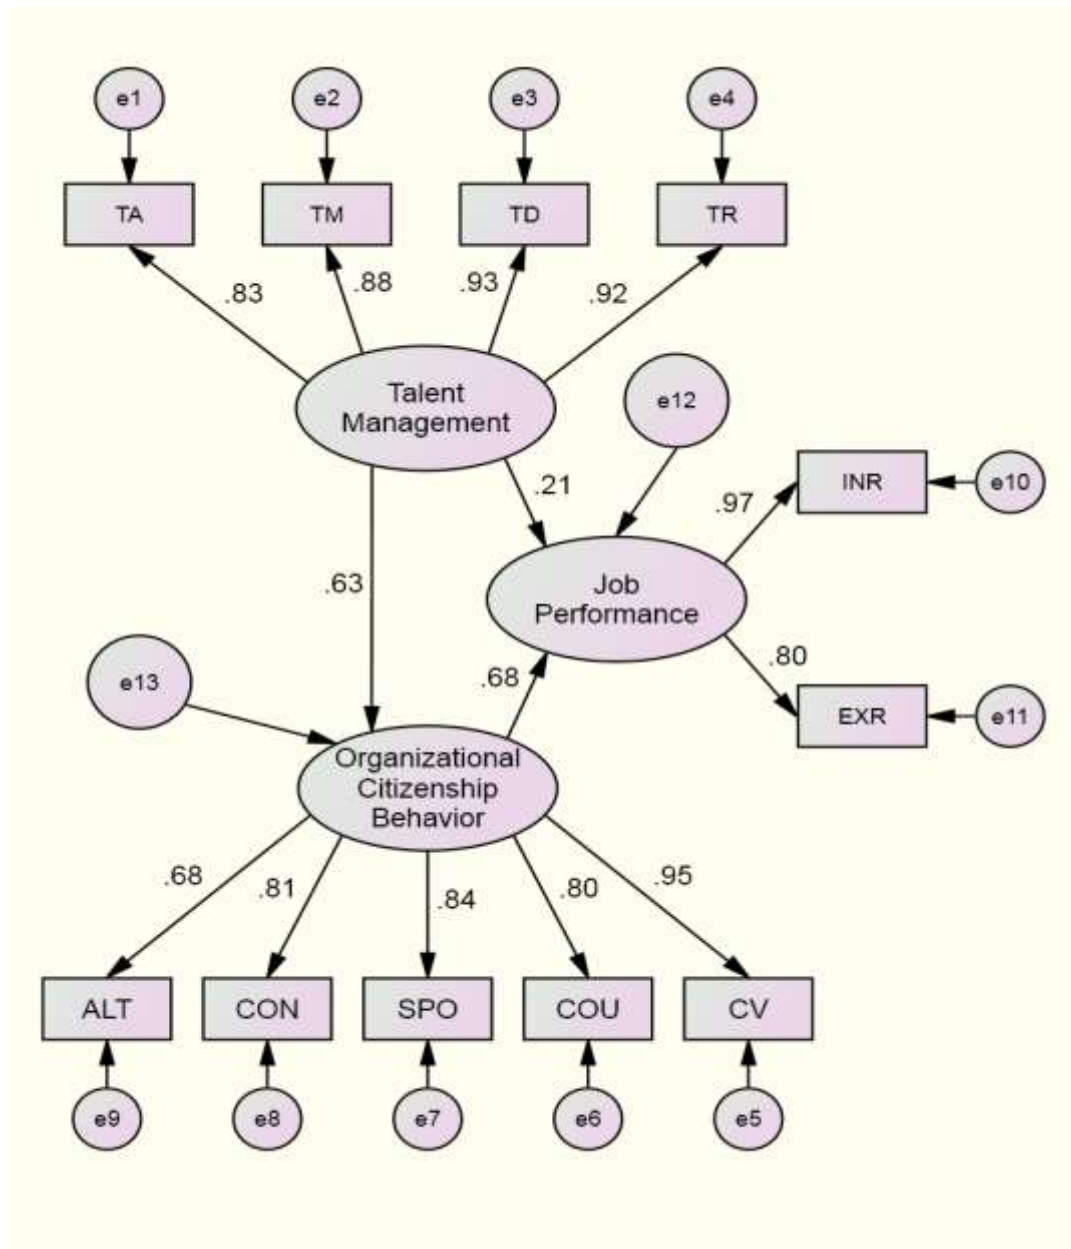 e1 e2 e3 e4
TA TM TD TR
.83 .88 .93 .92
Talent
Management
e12
.21
INR
e10
.97
.63
Job
Performance
.80
e13
.68
EXR
e11
Organizational
Citizenship
Behavior
.68 .81 .84 .80 .95
ALT CON SPO COU CV
e9 e8 e7 e6 e5